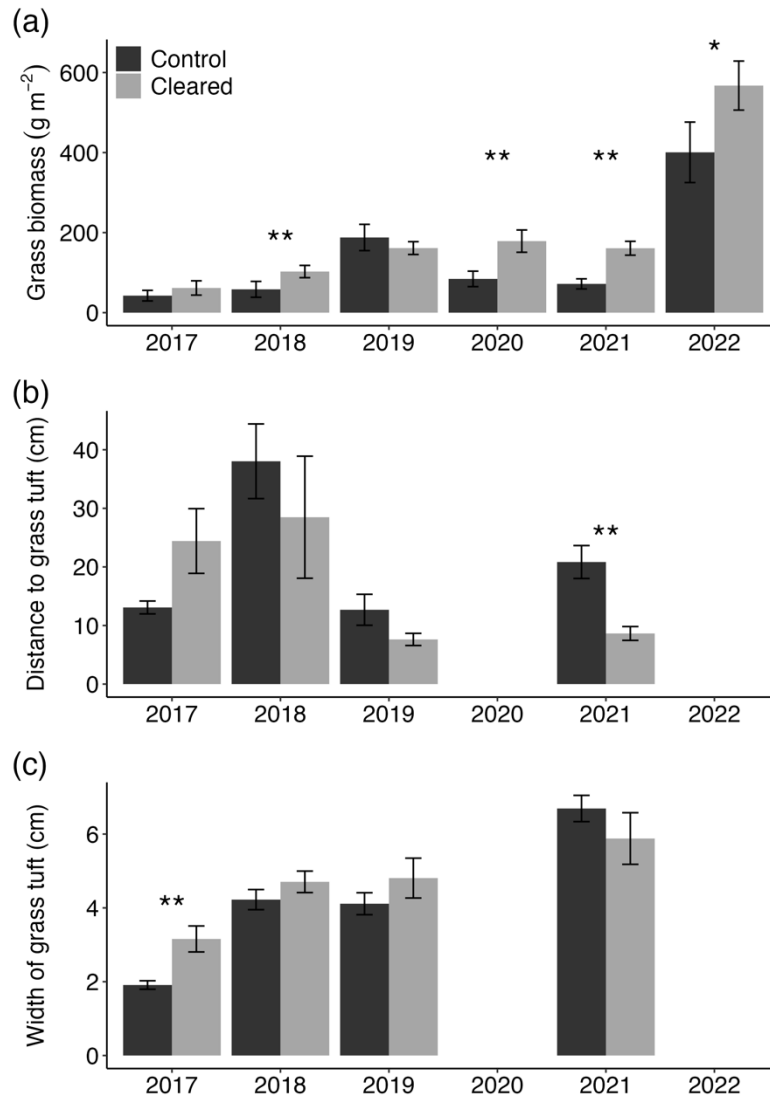 (a)
Grass biomass (g m⁻²)
Control
Cleared
600
400
200
0
**
**
**
*
2017 2018 2019 2020 2021 2022
(b)
Distance to grass tuft (cm)
40
30
20
10
0
**
2017 2018 2019 2020 2021 2022
(c)
Width of grass tuft (cm)
6
4
2
0
**
2017 2018 2019 2020 2021 2022